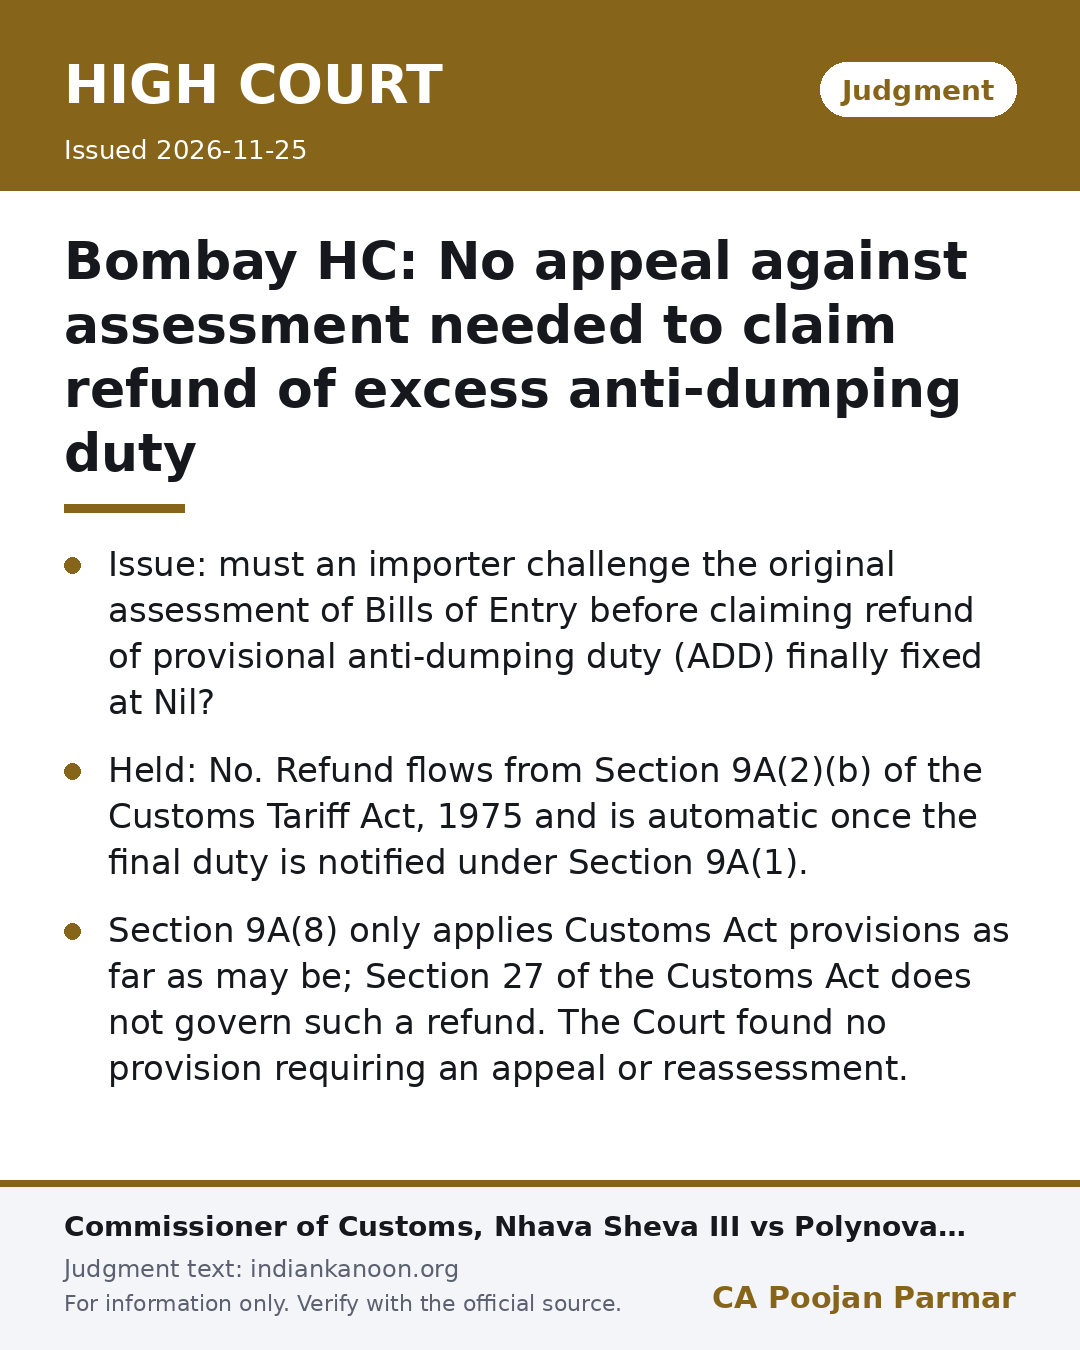 HIGH COURT
Judgment
Issued 2026-11-25
Bombay HC: No appeal against
assessment needed to claim
refund of excess anti-dumping
duty
Issue: must an importer challenge the original
assessment of Bills of Entry before claiming refund
of provisional anti-dumping duty (ADD) finally fixed
at Nil?
Held: No. Refund flows from Section 9A(2)(b) of the
Customs Tariff Act, 1975 and is automatic once the
final duty is notified under Section 9A(1).
Section 9A(8) only applies Customs Act provisions as
far as may be; Section 27 of the Customs Act does
not govern such a refund. The Court found no
provision requiring an appeal or reassessment.
Commissioner of Customs, Nhava Sheva III vs Polynova…
Judgment text: indiankanoon.org
For information only. Verify with the official source.
CA Poojan Parmar